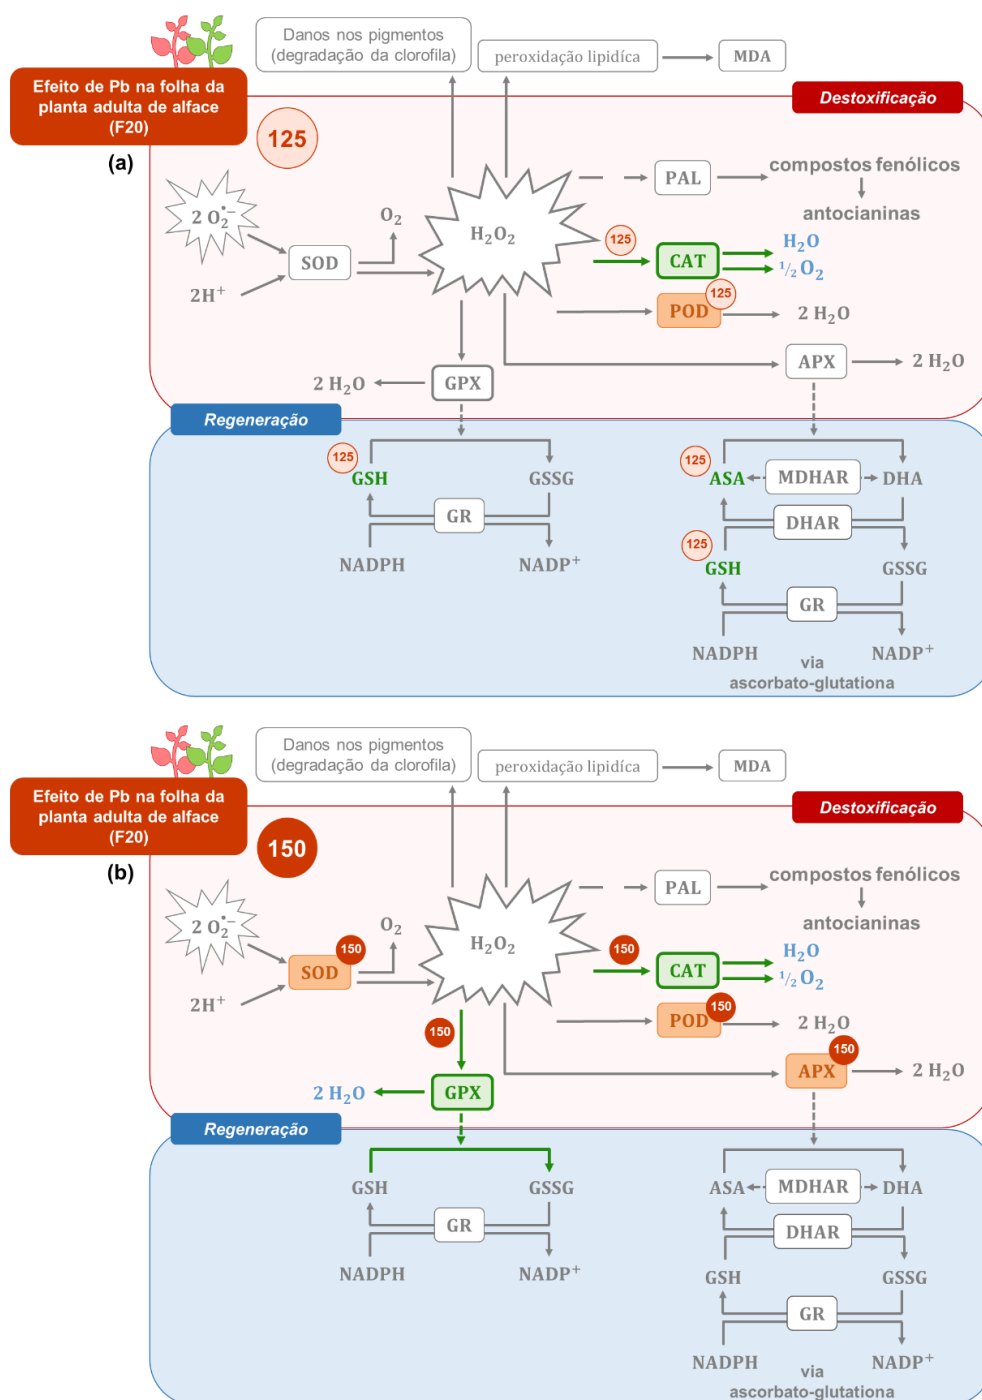 Danos nos pigmentos
(degradação da clorofila)
peroxidação lipidíca
MDA
Efeito de Pb na folha da
planta adulta de alface
(F20)
Destoxificação
125
(a)
PAL
compostos fenólicos
antocianinas
2 O₂•−
O₂
H₂O₂
125
CAT
H₂O
½ O₂
SOD
2H⁺
125
POD
2 H₂O
APX
2 H₂O
2 H₂O
GPX
Regeneração
125
GSH
GSSG
125
ASA
MDHAR
DHA
GR
DHAR
NADPH
NADP⁺
125
GSH
GSSG
GR
NADPH
NADP⁺
via
ascorbato-glutationa
Danos nos pigmentos
(degradação da clorofila)
peroxidação lipidíca
MDA
Efeito de Pb na folha da
planta adulta de alface
(F20)
Destoxificação
150
(b)
PAL
compostos fenólicos
antocianinas
2 O₂•−
O₂
H₂O₂
150
CAT
H₂O
½ O₂
150
SOD
2H⁺
150
POD
2 H₂O
150
APX
2 H₂O
150
2 H₂O
GPX
Regeneração
GSH
GSSG
ASA
MDHAR
DHA
GR
DHAR
NADPH
NADP⁺
GSH
GSSG
GR
NADPH
NADP⁺
via
ascorbato-glutationa